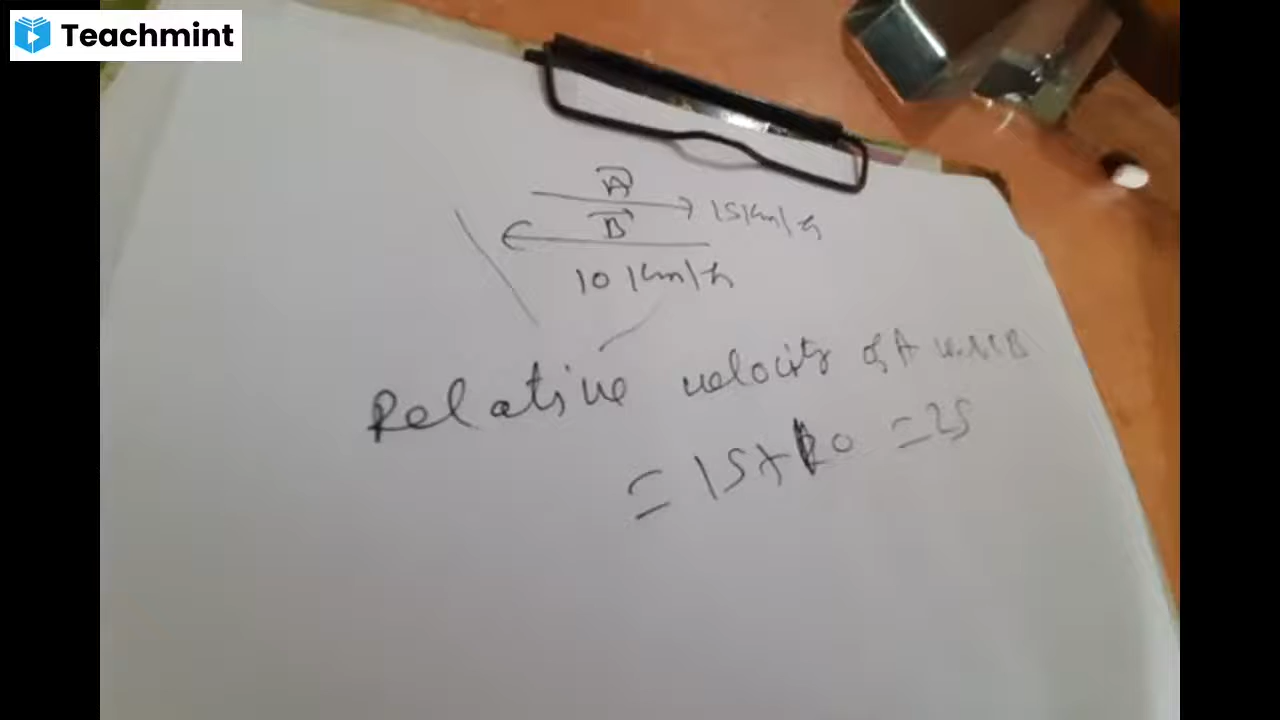 Teachmint
A
15 Km/h
B
10 Km/h
Relative velocity of A w.r.t B
= 15+10 = 25